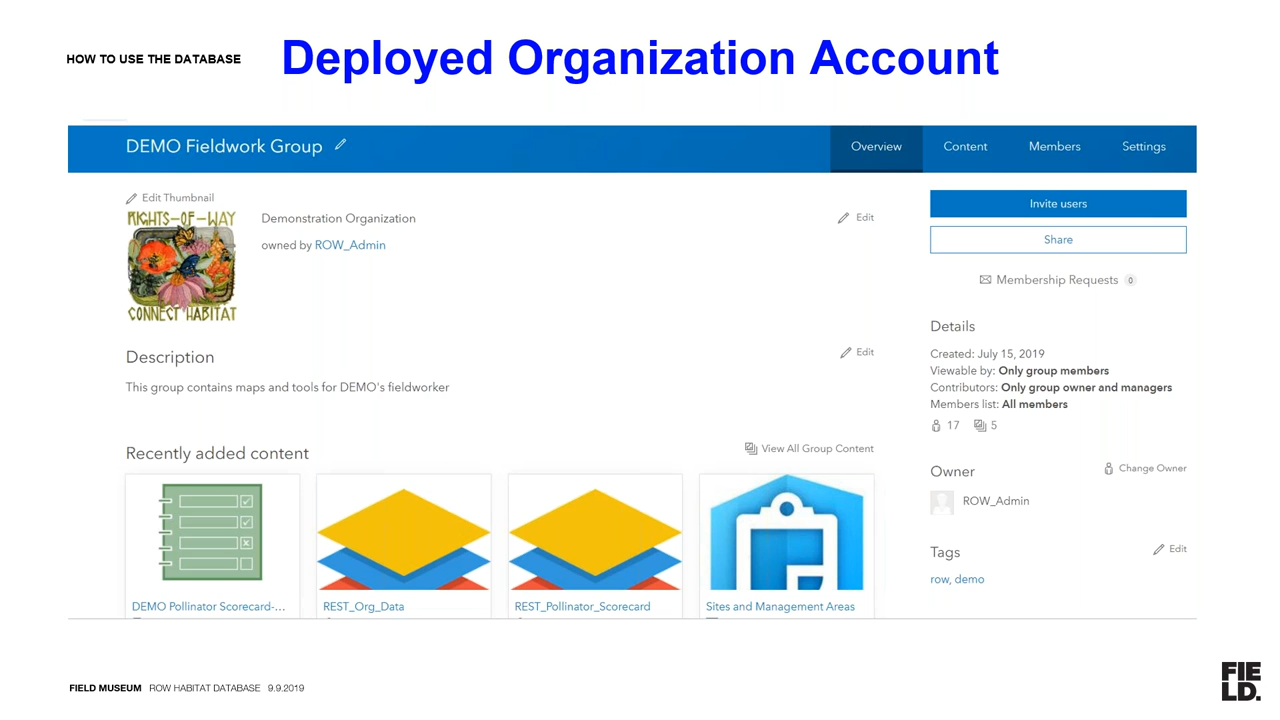 HOW TO USE THE DATABASE
Deployed Organization Account
DEMO Fieldwork Group
Overview
Content
Members
Settings
Edit Thumbnail
RIGHTS-OF-WAY
CONNECT HABITAT
Demonstration Organization
Edit
owned by ROW_Admin
Description
Edit
This group contains maps and tools for DEMO's fieldworker
Recently added content
View All Group Content
DEMO Pollinator Scorecard-...
REST_Org_Data
REST_Pollinator_Scorecard
Sites and Management Areas
Invite users
Share
Membership Requests 0
Details
Created: July 15, 2019
Viewable by: Only group members
Contributors: Only group owner and managers
Members list: All members
17 5
Owner
Change Owner
ROW_Admin
Tags
Edit
row, demo
FIELD MUSEUM ROW HABITAT DATABASE 9.9.2019
FIE
LD.